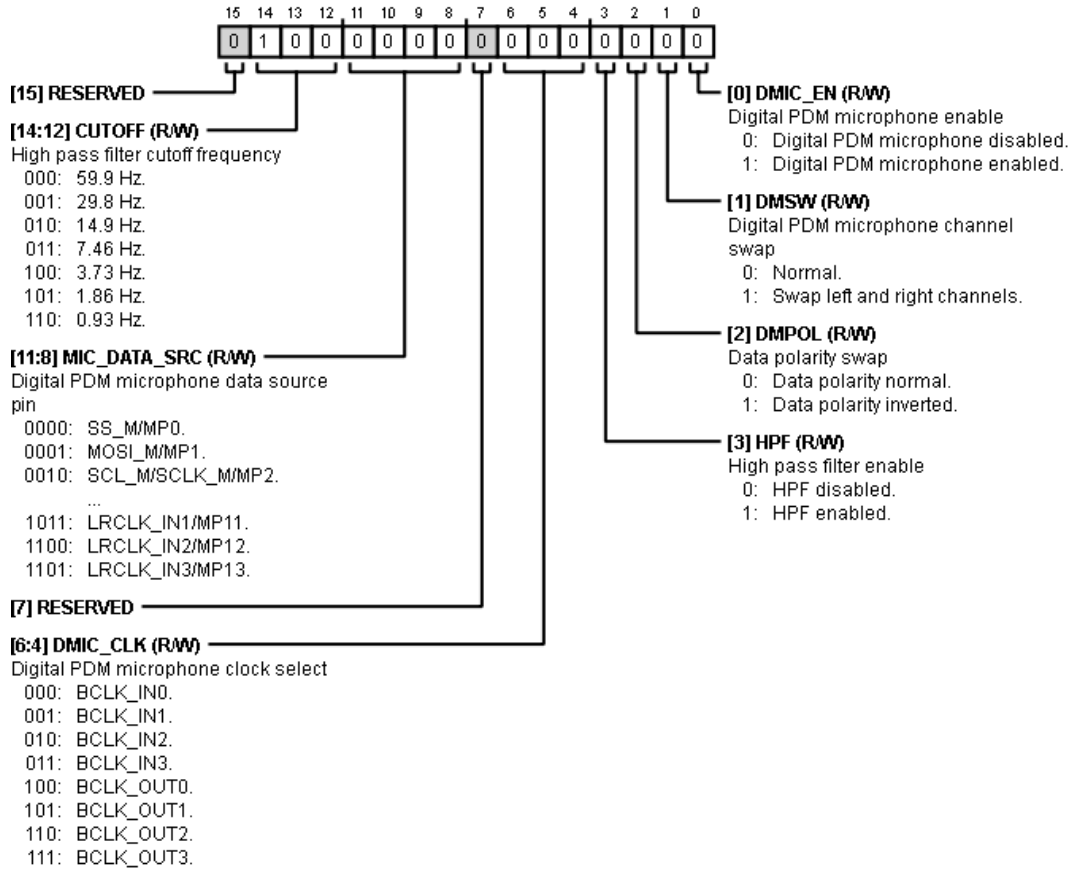 15 14 13 12 11 10 9 8 7 6 5 4 3 2 1 0
0 1 0 0 0 0 0 0 0 0 0 0 0 0 0 0
[15] RESERVED
[14:12] CUTOFF (R/W)
High pass filter cutoff frequency
000: 59.9 Hz.
001: 29.8 Hz.
010: 14.9 Hz.
011: 7.46 Hz.
100: 3.73 Hz.
101: 1.86 Hz.
110: 0.93 Hz.
[11:8] MIC_DATA_SRC (R/W)
Digital PDM microphone data source
pin
0000: SS_M/MP0.
0001: MOSI_M/MP1.
0010: SCL_M/SCLK_M/MP2.
...
1011: LRCLK_IN1/MP11.
1100: LRCLK_IN2/MP12.
1101: LRCLK_IN3/MP13.
[7] RESERVED
[6:4] DMIC_CLK (R/W)
Digital PDM microphone clock select
000: BCLK_IN0.
001: BCLK_IN1.
010: BCLK_IN2.
011: BCLK_IN3.
100: BCLK_OUT0.
101: BCLK_OUT1.
110: BCLK_OUT2.
111: BCLK_OUT3.
[0] DMIC_EN (R/W)
Digital PDM microphone enable
0: Digital PDM microphone disabled.
1: Digital PDM microphone enabled.
[1] DMSW (R/W)
Digital PDM microphone channel
swap
0: Normal.
1: Swap left and right channels.
[2] DMPOL (R/W)
Data polarity swap
0: Data polarity normal.
1: Data polarity inverted.
[3] HPF (R/W)
High pass filter enable
0: HPF disabled.
1: HPF enabled.